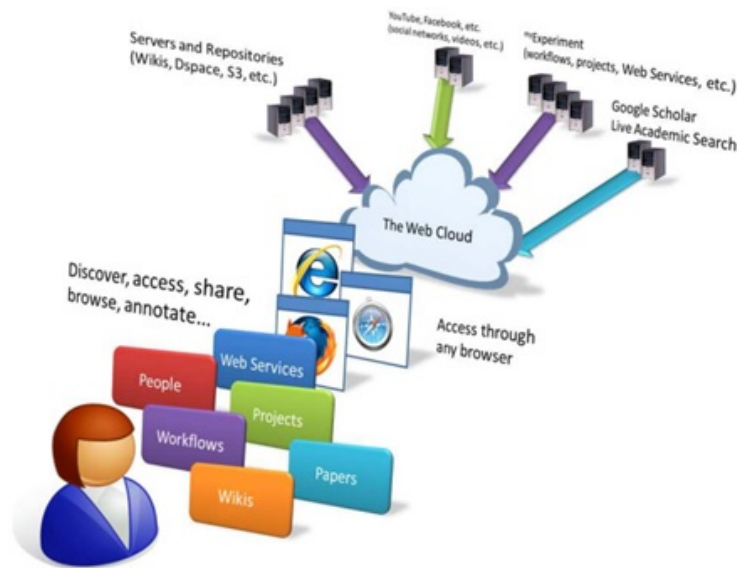 YouTube, Facebook, etc.
(social networks, videos, etc.)
Servers and Repositories
(Wikis, Dspace, S3, etc.)
myExperiment
(workflows, projects, Web Services, etc.)
Google Scholar
Live Academic Search
The Web Cloud
Discover, access, share,
browse, annotate...
Access through
any browser
Web Services
People
Projects
Workflows
Papers
Wikis